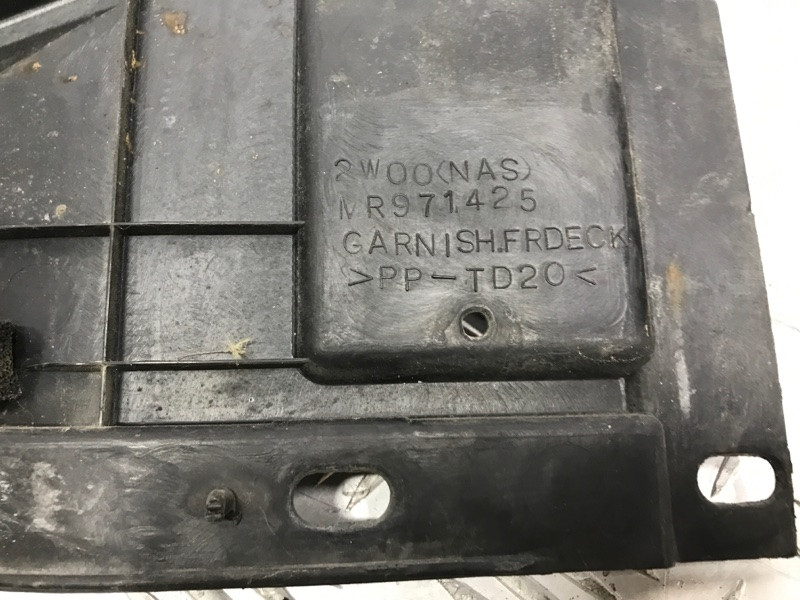 2W00(NAS)
MR971425
GARNISH.FRDECK
>PP-TD20<